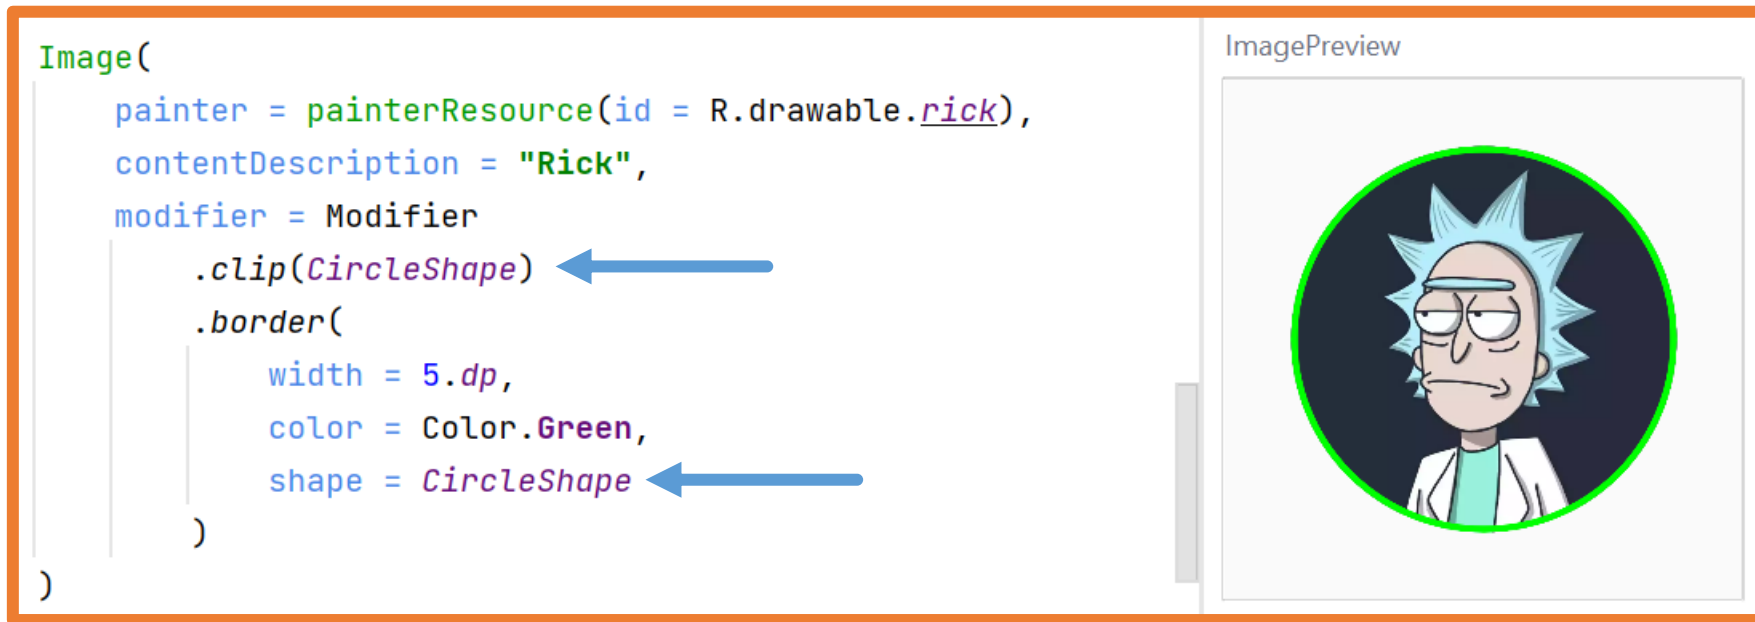 Image(
    painter = painterResource(id = R.drawable.rick),
    contentDescription = "Rick",
    modifier = Modifier
        .clip(CircleShape)
        .border(
            width = 5.dp,
            color = Color.Green,
            shape = CircleShape
        )
)
ImagePreview